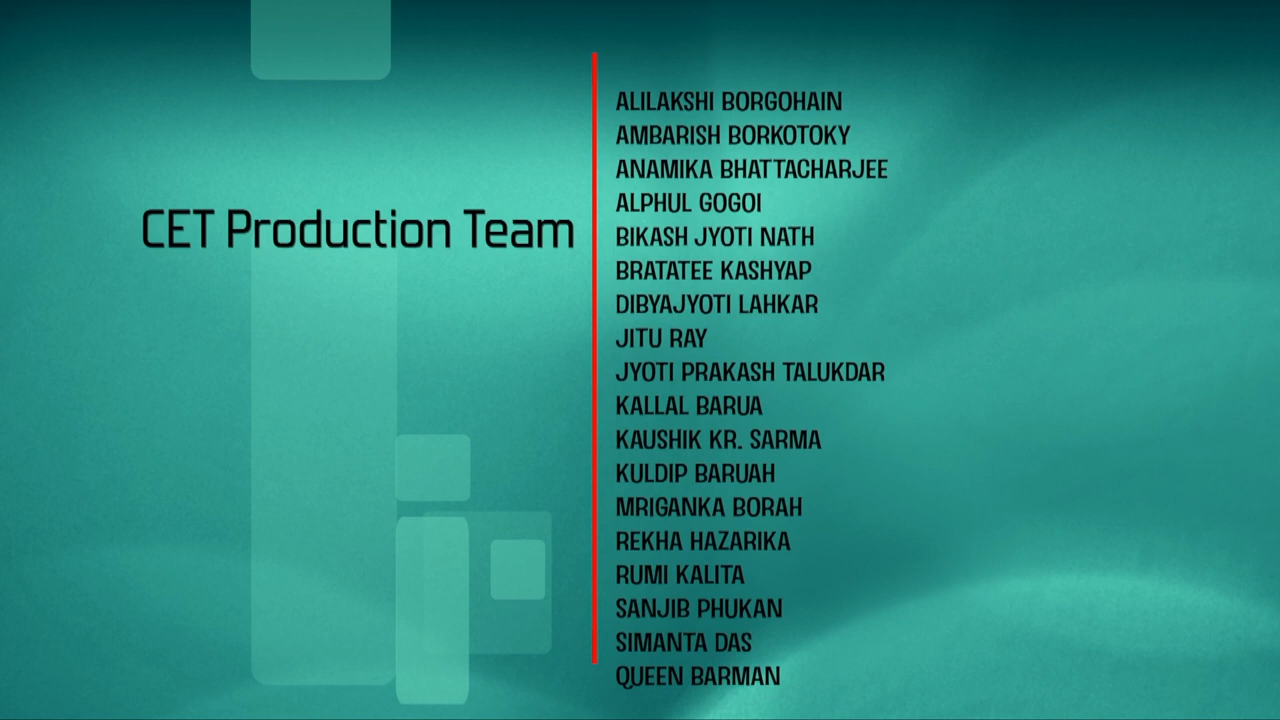 CET Production Team
ALILAKSHI BORGOHAIN
AMBARISH BORKOTOKY
ANAMIKA BHATTACHARJEE
ALPHUL GOGOI
BIKASH JYOTI NATH
BRATATEE KASHYAP
DIBYAJYOTI LAHKAR
JITU RAY
JYOTI PRAKASH TALUKDAR
KALLAL BARUA
KAUSHIK KR. SARMA
KULDIP BARUAH
MRIGANKA BORAH
REKHA HAZARIKA
RUMI KALITA
SANJIB PHUKAN
SIMANTA DAS
QUEEN BARMAN